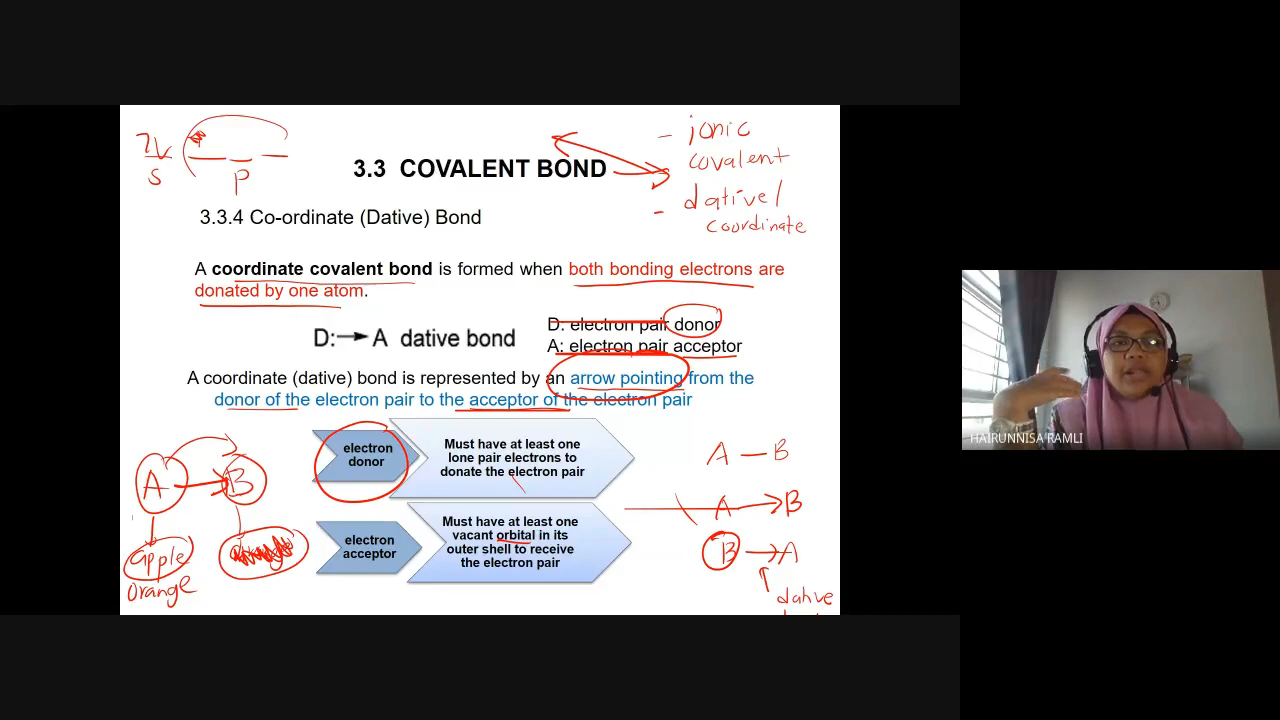 1L
S
P
3.3 COVALENT BOND
- ionic
covalent
- dative/
coordinate
3.3.4 Co-ordinate (Dative) Bond
A coordinate covalent bond is formed when both bonding electrons are
donated by one atom.
D:→ A dative bond
D: electron pair donor
A: electron pair acceptor
A coordinate (dative) bond is represented by an arrow pointing from the
donor of the electron pair to the acceptor of the electron pair
electron
donor
Must have at least one
lone pair electrons to
donate the electron pair
electron
acceptor
Must have at least one
vacant orbital in its
outer shell to receive
the electron pair
A → B
apple
orange
A — B
A → B
B → A
dative
HAIRUNNISA RAMLI